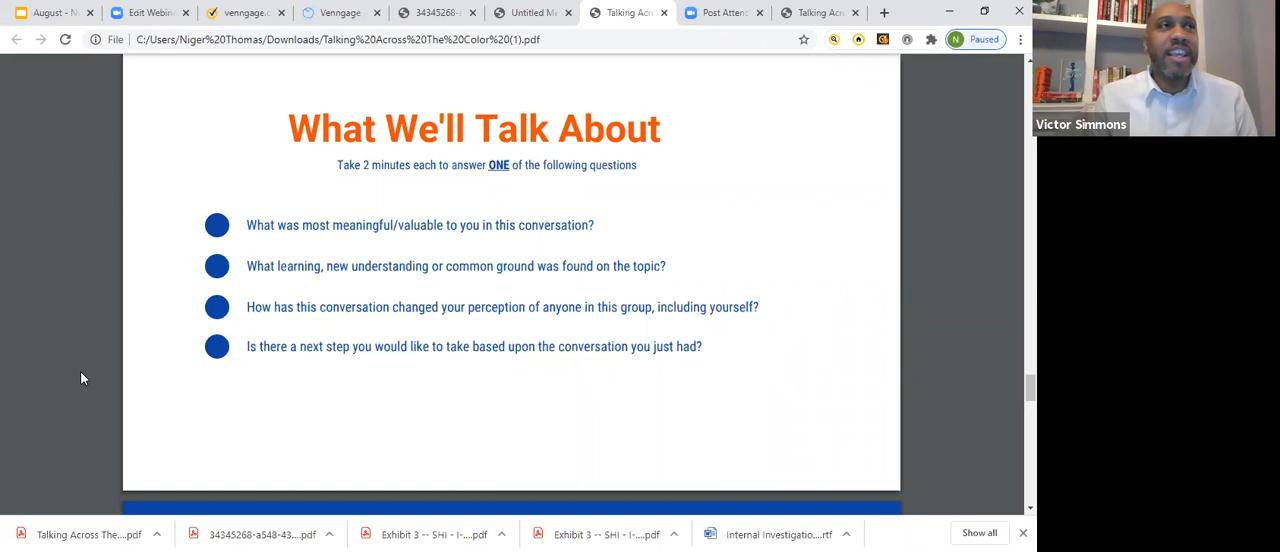 August - N
Edit Webin
venngage.c
Venngage
34345268-
Untitled Me
Talking Acr
Post Attend
Talking Acr
File C:/Users/Niger%20Thomas/Downloads/Talking%20Across%20The%20Color%20(1).pdf
N Paused
What We'll Talk About
Take 2 minutes each to answer ONE of the following questions
What was most meaningful/valuable to you in this conversation?
What learning, new understanding or common ground was found on the topic?
How has this conversation changed your perception of anyone in this group, including yourself?
Is there a next step you would like to take based upon the conversation you just had?
Victor Simmons
Talking Across The....pdf
34345268-a548-43....pdf
Exhibit 3 -- SHI - I-....pdf
Exhibit 3 -- SHI - I-....pdf
Internal Investigatio....rtf
Show all